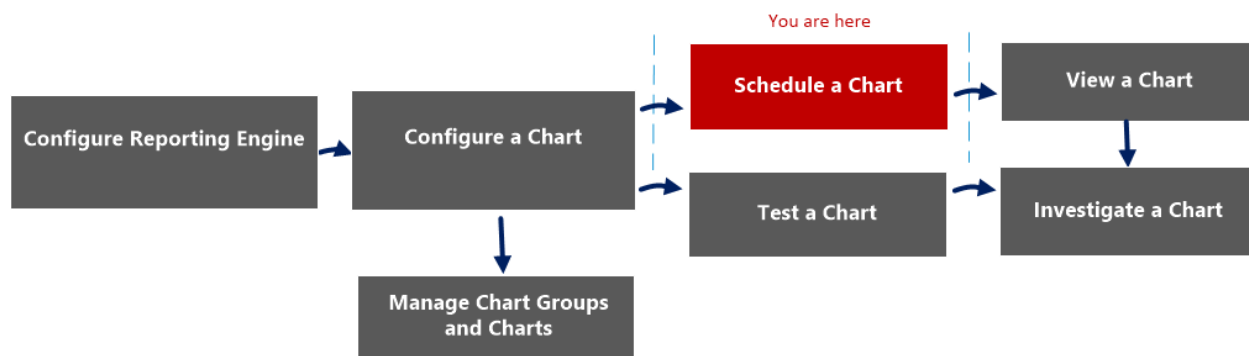 You are here
Schedule a Chart
View a Chart
Configure Reporting Engine
Configure a Chart
Test a Chart
Investigate a Chart
Manage Chart Groups
and Charts